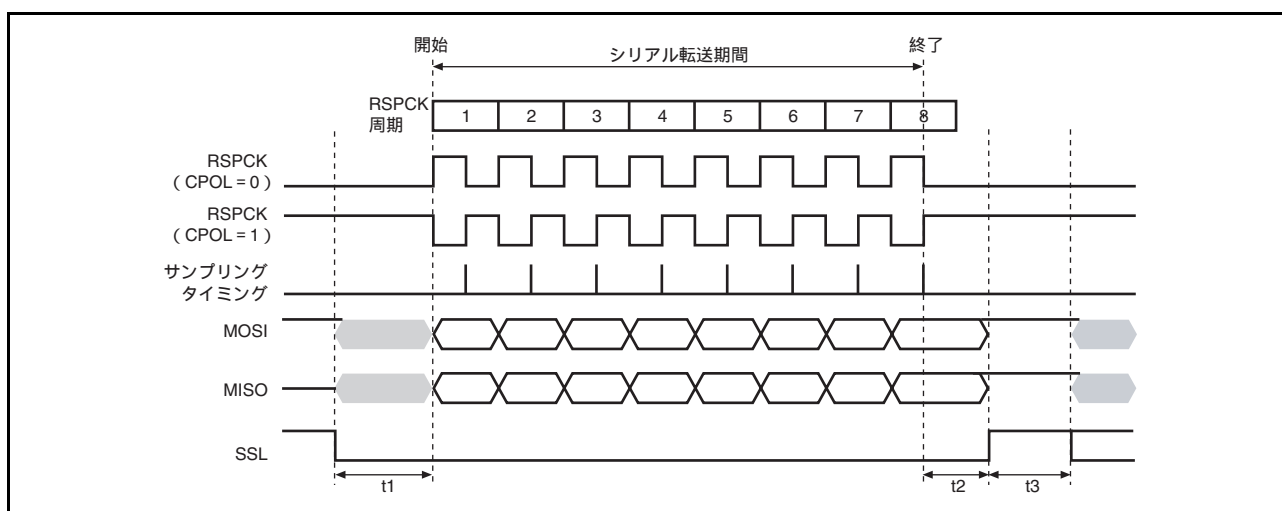 開始
終了
シリアル転送期間
RSPCK
周期
1 2 3 4 5 6 7 8
RSPCK
(CPOL = 0)
RSPCK
(CPOL = 1)
サンプリング
タイミング
MOSI
MISO
SSL
t1
t2
t3